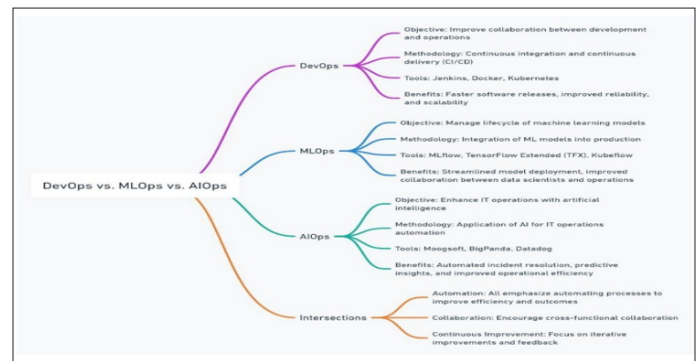 DevOps vs. MLOps vs. AIOps
DevOps
Objective: Improve collaboration between development
and operations
Methodology: Continuous integration and continuous
delivery (CI/CD)
Tools: Jenkins, Docker, Kubernetes
Benefits: Faster software releases, improved reliability,
and scalability
MLOps
Objective: Manage lifecycle of machine learning models
Methodology: Integration of ML models into production
Tools: MLflow, TensorFlow Extended (TFX), Kubeflow
Benefits: Streamlined model deployment, improved
collaboration between data scientists and operations
AIOps
Objective: Enhance IT operations with artificial
intelligence
Methodology: Application of AI for IT operations
automation
Tools: Moogsoft, BigPanda, Datadog
Benefits: Automated incident resolution, predictive
insights, and improved operational efficiency
Intersections
Automation: All emphasize automating processes to
improve efficiency and outcomes
Collaboration: Encourage cross-functional collaboration
Continuous Improvement: Focus on iterative
improvements and feedback